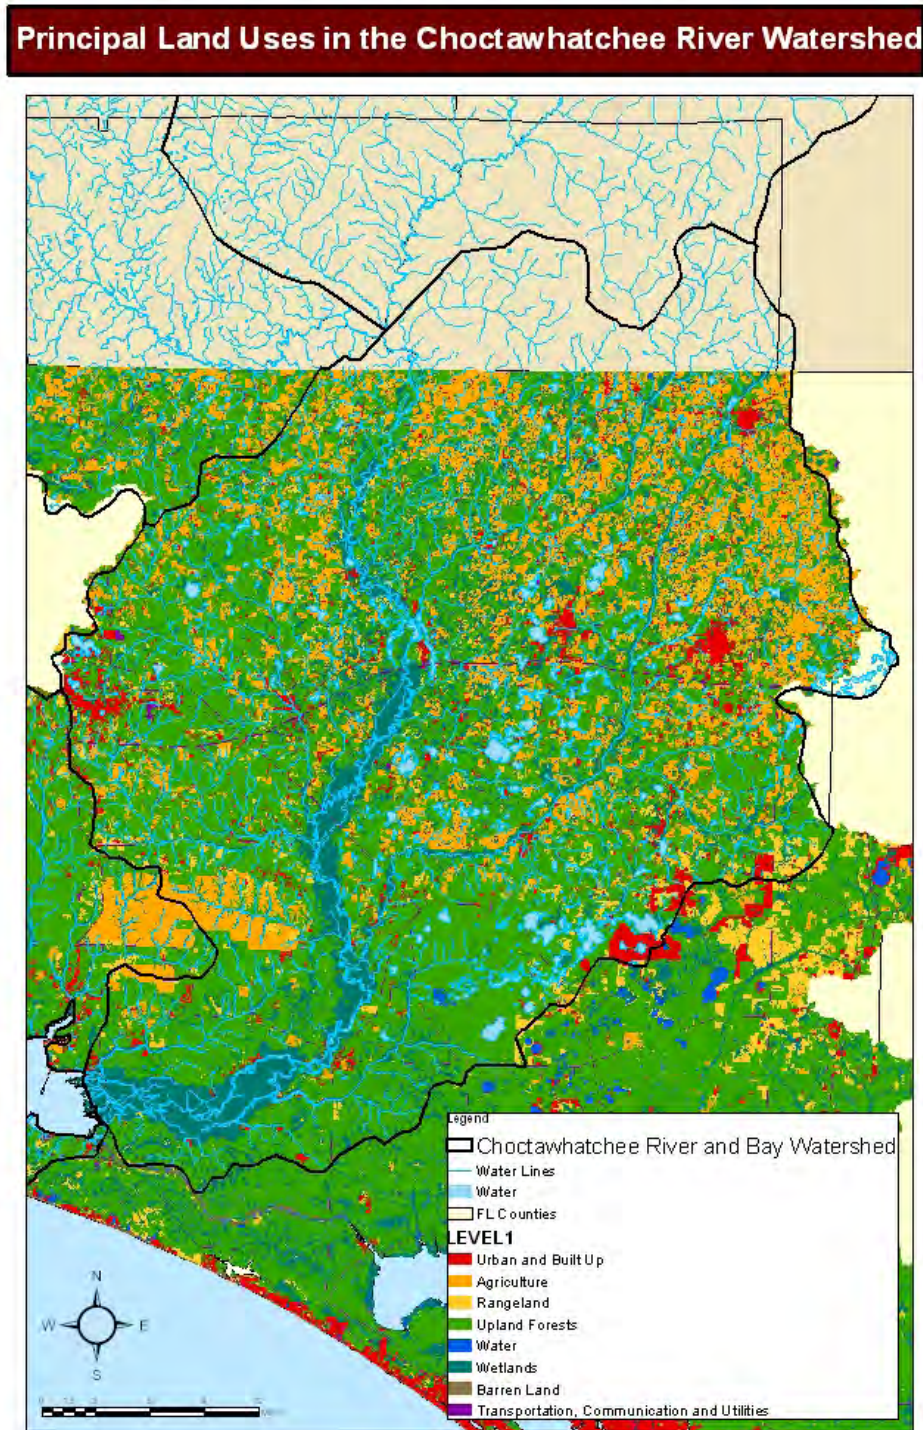 Principal Land Uses in the Choctawhatchee River Watershed
N
W
E
S
Legend
Choctawhatchee River and Bay Watershed
Water Lines
Water
FL Counties
LEVEL1
Urban and Built Up
Agriculture
Rangeland
Upland Forests
Water
Wetlands
Barren Land
Transportation, Communication and Utilities